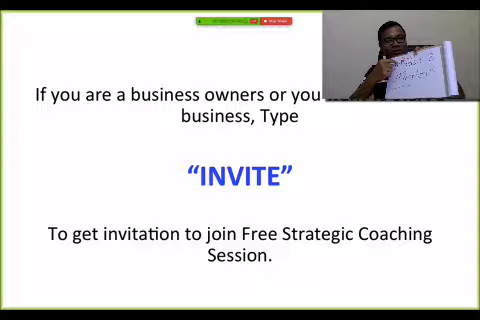 If you are a business owners or you
business, Type
“INVITE”
To get invitation to join Free Strategic Coaching
Session.